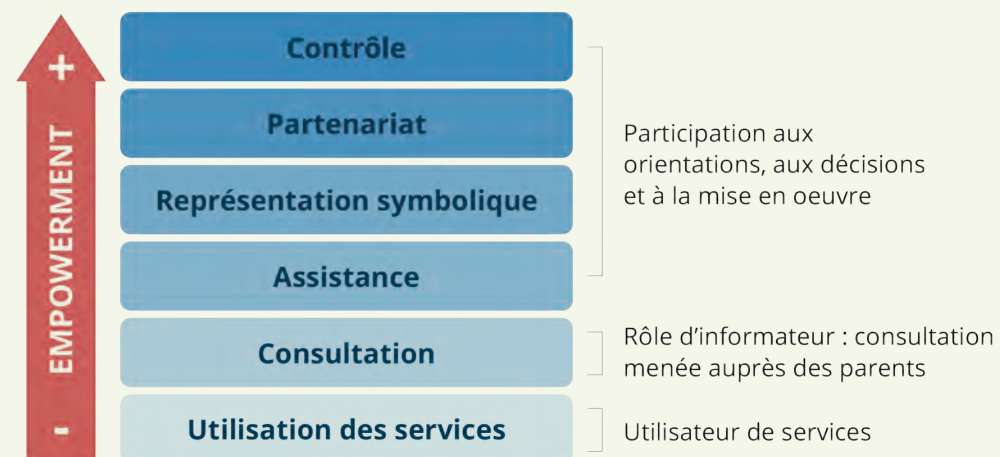 +
EMPOWERMENT
-
Contrôle
Partenariat
Représentation symbolique
Assistance
Consultation
Utilisation des services
Participation aux
orientations, aux décisions
et à la mise en oeuvre
Rôle d’informateur : consultation
menée auprès des parents
Utilisateur de services